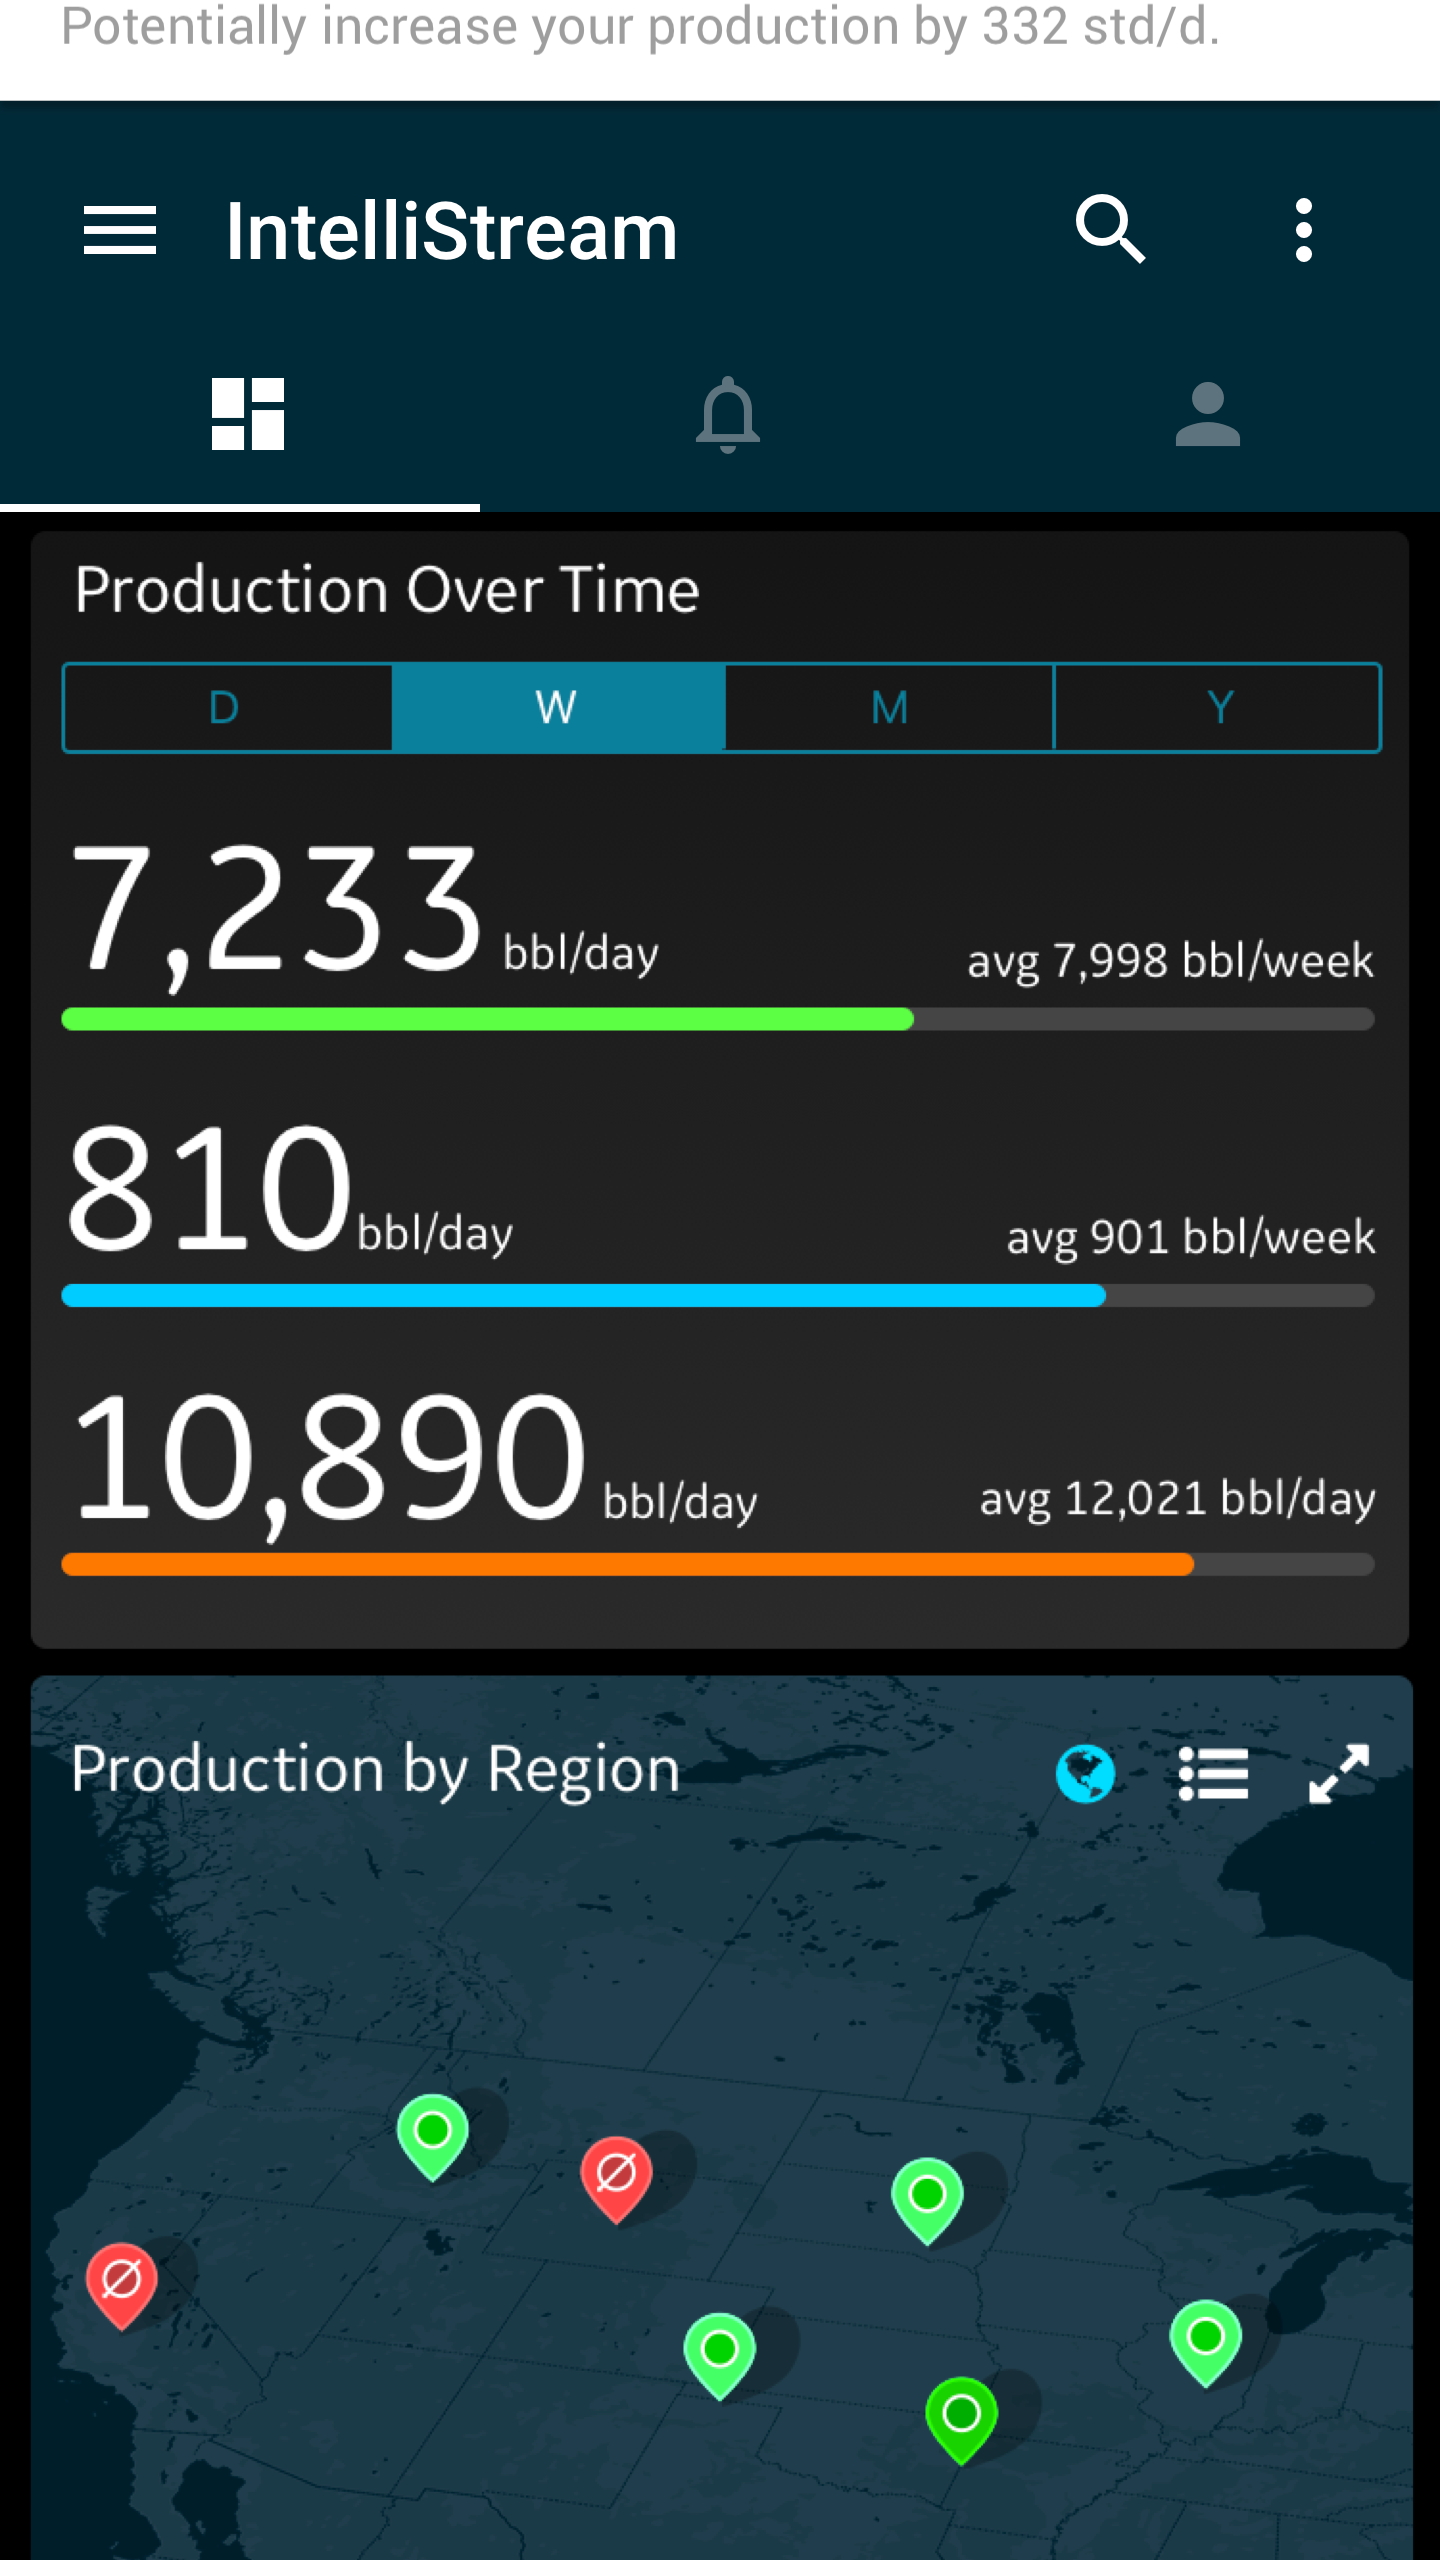 Potentially increase your production by 332 std/d.
IntelliStream
Production Over Time
D W M Y
7,233 bbl/day avg 7,998 bbl/week
810 bbl/day avg 901 bbl/week
10,890 bbl/day avg 12,021 bbl/day
Production by Region